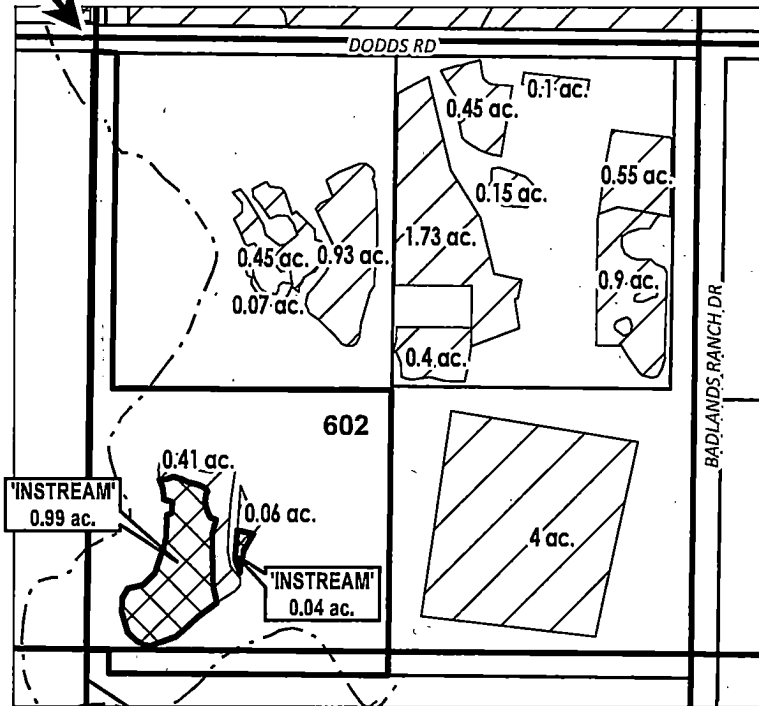 DODDS RD
0.1 ac.
0.45 ac.
0.55 ac.
0.15 ac.
1.73 ac.
0.45 ac.
0.93 ac.
0.9 ac.
0.07 ac.
0.4 ac.
BADLANDS RANCH DR
602
0.41 ac.
'INSTREAM'
0.99 ac.
0.06 ac.
4 ac.
'INSTREAM'
0.04 ac.